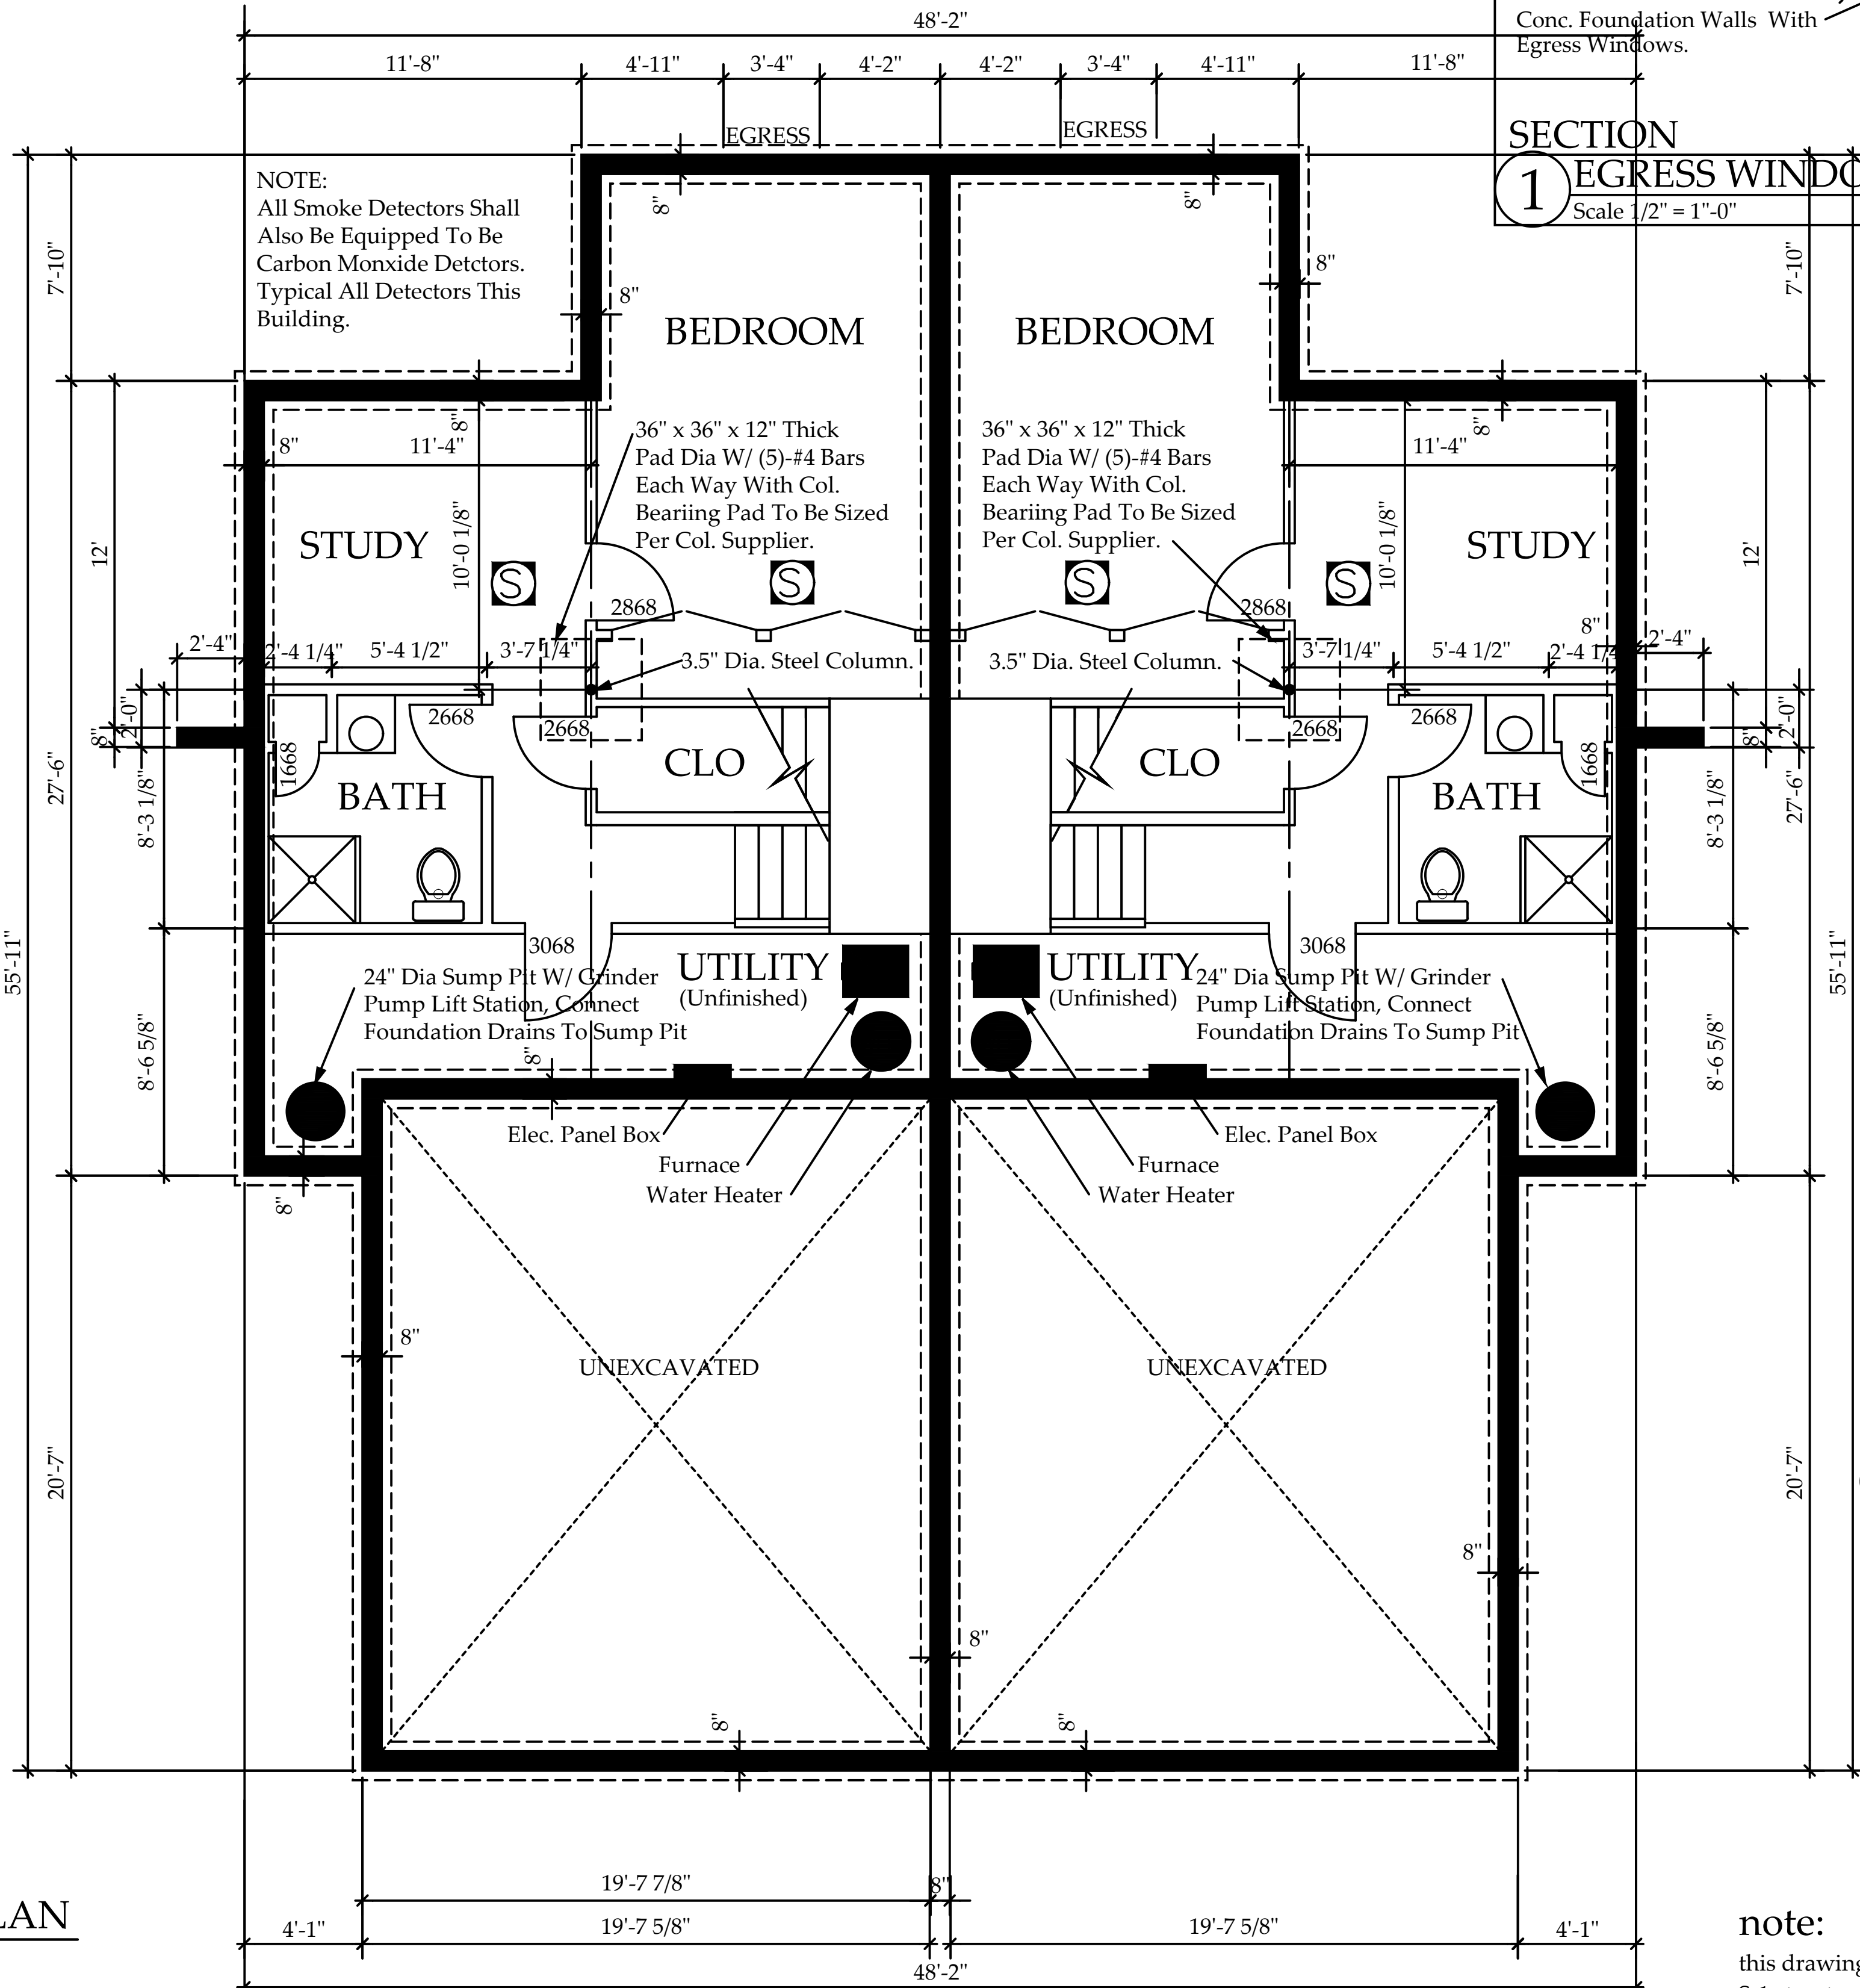 48'-2"
Conc. Foundation Walls With
Egress Windows.
11'-8"
4'-11"
3'-4"
4'-2"
4'-2"
3'-4"
4'-11"
11'-8"
EGRESS
EGRESS
SECTION
1
EGRESS WINDO
Scale 1/2" = 1"-0"
NOTE:
All Smoke Detectors Shall
Also Be Equipped To Be
Carbon Monxide Detctors.
Typical All Detectors This
Building.
8"
8"
7'-10"
7'-10"
8"
8"
BEDROOM
BEDROOM
8"
11'-4"
8"
36" x 36" x 12" Thick
Pad Dia W/ (5)-#4 Bars
Each Way With Col.
Beariing Pad To Be Sized
Per Col. Supplier.
36" x 36" x 12" Thick
Pad Dia W/ (5)-#4 Bars
Each Way With Col.
Beariing Pad To Be Sized
Per Col. Supplier.
11'-4"
8"
STUDY
STUDY
12'
10'-0 1/8"
10'-0 1/8"
12'
S
S
S
S
2868
2868
8"
2'-4"
2'-4 1/4"
5'-4 1/2"
3'-7 1/4"
3.5" Dia. Steel Column.
3.5" Dia. Steel Column.
3'-7 1/4"
5'-4 1/2"
2'-4 1/4
2'-4"
8"
2'-0"
2668
2668
2668
2668
8"
2'-0"
1668
CLO
CLO
1668
BATH
BATH
27'-6"
8'-3 1/8"
8'-3 1/8"
27'-6"
3068
3068
55'-11"
55'-11"
UTILITY
(Unfinished)
UTILITY
(Unfinished)
24" Dia Sump Pit W/ Grinder
Pump Lift Station, Connect
Foundation Drains To Sump Pit
24" Dia Sump Pit W/ Grinder
Pump Lift Station, Connect
Foundation Drains To Sump Pit
8'-6 5/8"
8"
8'-6 5/8"
Elec. Panel Box
Elec. Panel Box
Furnace
Furnace
Water Heater
Water Heater
8"
8"
UNEXCAVATED
UNEXCAVATED
20'-7"
20'-7"
8"
8"
8"
8"
19'-7 7/8"
8"
LAN
4'-1"
19'-7 5/8"
19'-7 5/8"
4'-1"
note:
48'-2"
this drawing